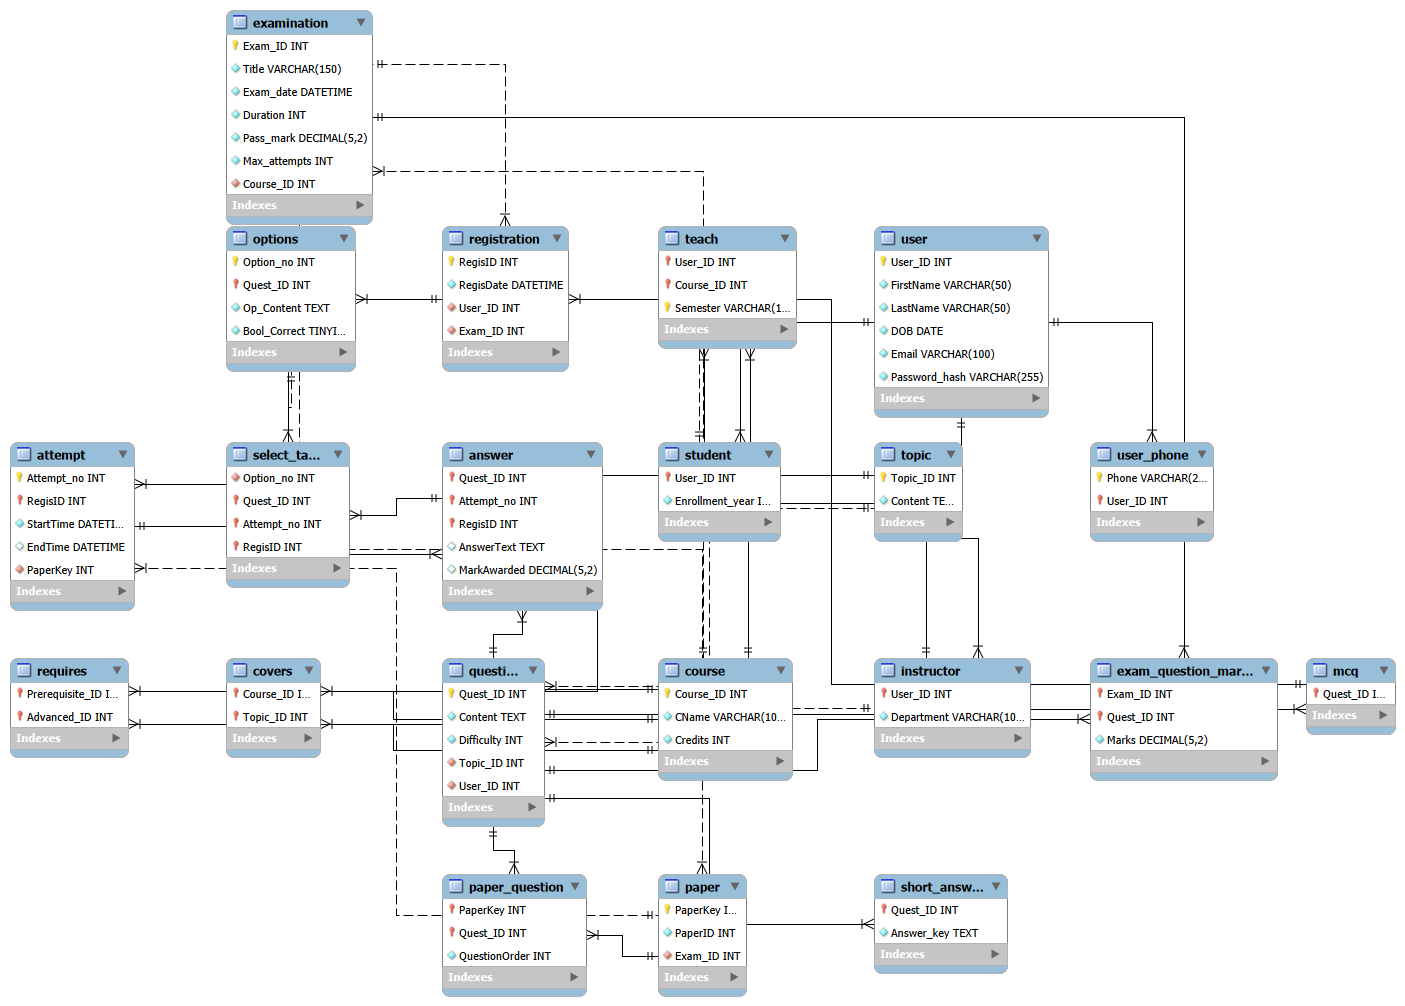 examination
Exam_ID INT
Title VARCHAR(150)
Exam_date DATETIME
Duration INT
Pass_mark DECIMAL(5,2)
Max_attempts INT
Course_ID INT
Indexes
options
Option_no INT
Quest_ID INT
Op_Content TEXT
Bool_Correct TINYI...
Indexes
registration
RegisID INT
RegisDate DATETIME
User_ID INT
Exam_ID INT
Indexes
teach
User_ID INT
Course_ID INT
Semester VARCHAR(1...
Indexes
user
User_ID INT
FirstName VARCHAR(50)
LastName VARCHAR(50)
DOB DATE
Email VARCHAR(100)
Password_hash VARCHAR(255)
Indexes
attempt
Attempt_no INT
RegisID INT
StartTime DATETI...
EndTime DATETIME
PaperKey INT
Indexes
select_ta...
Option_no INT
Quest_ID INT
Attempt_no INT
RegisID INT
Indexes
answer
Quest_ID INT
Attempt_no INT
RegisID INT
AnswerText TEXT
MarkAwarded DECIMAL(5,2)
Indexes
student
User_ID INT
Enrollment_year I...
Indexes
topic
Topic_ID INT
Content TE...
Indexes
user_phone
Phone VARCHAR(2...
User_ID INT
Indexes
requires
Prerequisite_ID I...
Advanced_ID INT
Indexes
covers
Course_ID I...
Topic_ID INT
Indexes
questi...
Quest_ID INT
Content TEXT
Difficulty INT
Topic_ID INT
User_ID INT
Indexes
course
Course_ID INT
CName VARCHAR(10...
Credits INT
Indexes
instructor
User_ID INT
Department VARCHAR(10...
Indexes
exam_question_mar...
Exam_ID INT
Quest_ID INT
Marks DECIMAL(5,2)
Indexes
mcq
Quest_ID I...
Indexes
paper_question
PaperKey INT
Quest_ID INT
QuestionOrder INT
Indexes
paper
PaperKey I...
PaperID INT
Exam_ID INT
Indexes
short_answ...
Quest_ID INT
Answer_key TEXT
Indexes